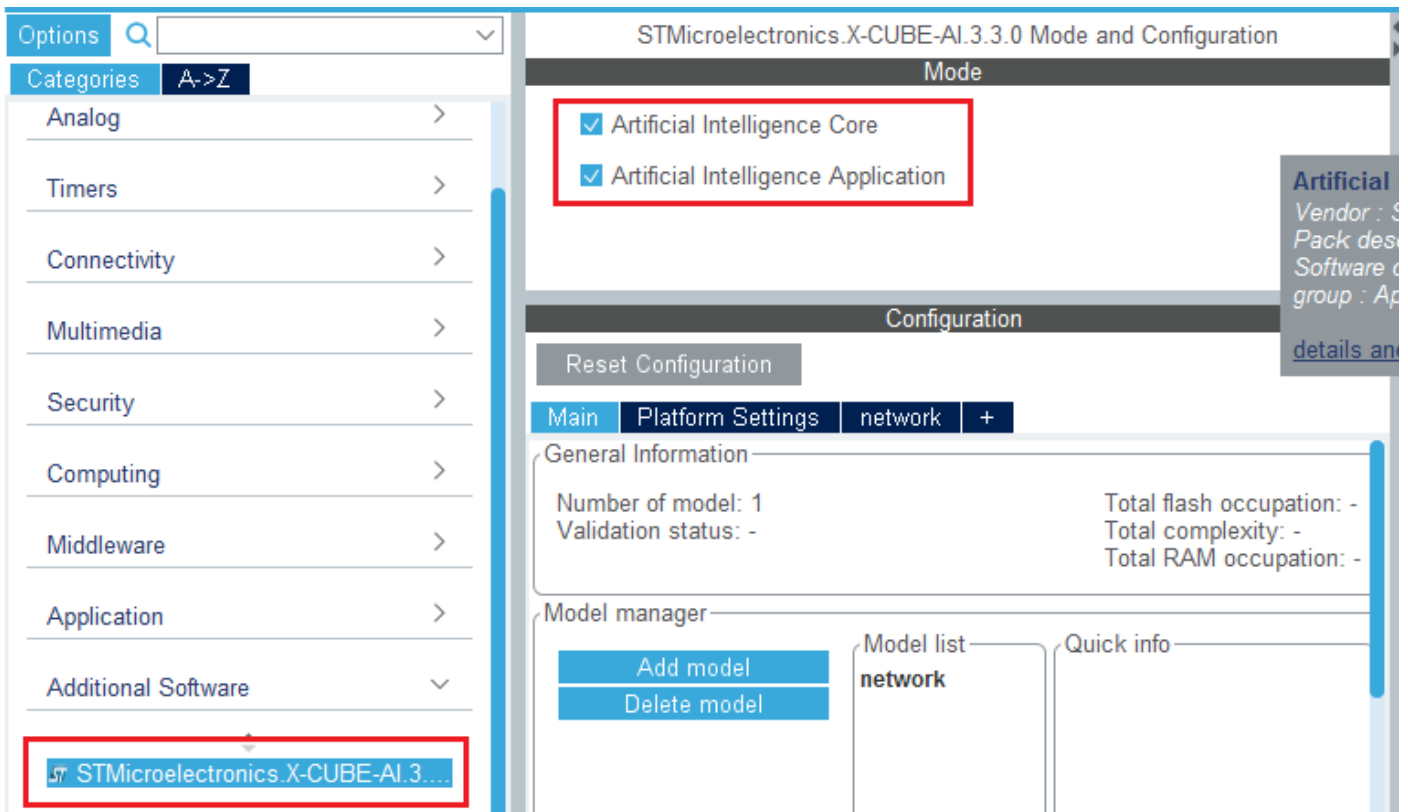 Options
Categories A->Z
Analog
Timers
Connectivity
Multimedia
Security
Computing
Middleware
Application
Additional Software
ST STMicroelectronics.X-CUBE-AI.3....
STMicroelectronics.X-CUBE-AI.3.3.0 Mode and Configuration
Mode
Artificial Intelligence Core
Artificial Intelligence Application
Artificial
Vendor : S
Pack des
Software
group : Ap
details an
Configuration
Reset Configuration
Main Platform Settings network +
General Information
Number of model: 1
Validation status: -
Total flash occupation: -
Total complexity: -
Total RAM occupation: -
Model manager
Add model
Delete model
Model list
network
Quick info